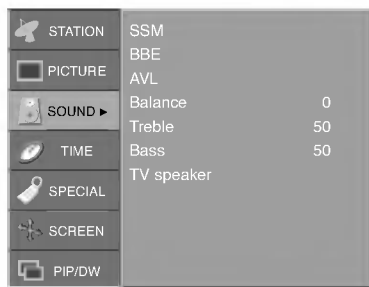 STATION
PICTURE
SOUND ►
TIME
SPECIAL
SCREEN
PIP/DW
SSM
BBE
AVL
Balance 0
Treble 50
Bass 50
TV speaker